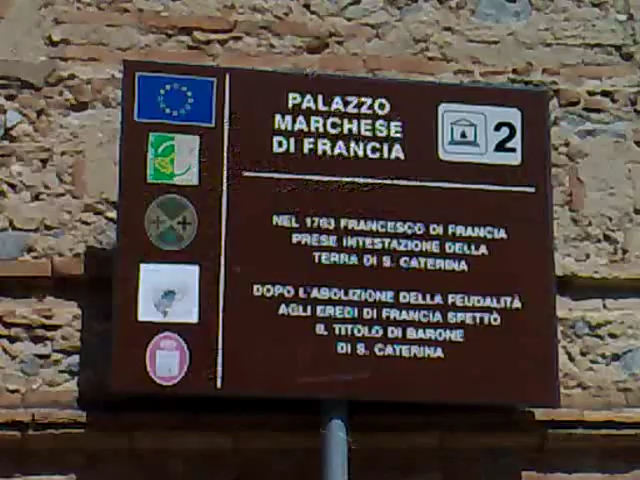 PALAZZO
MARCHESE
DI FRANCIA
2
NEL 1763 FRANCESCO DI FRANCIA
PRESE INTESTAZIONE DELLA
TERRA DI S. CATERINA
DOPO L'ABOLIZIONE DELLA FEUDALITÀ
AGLI EREDI DI FRANCIA SPETTÒ
IL TITOLO DI BARONE
DI S. CATERINA